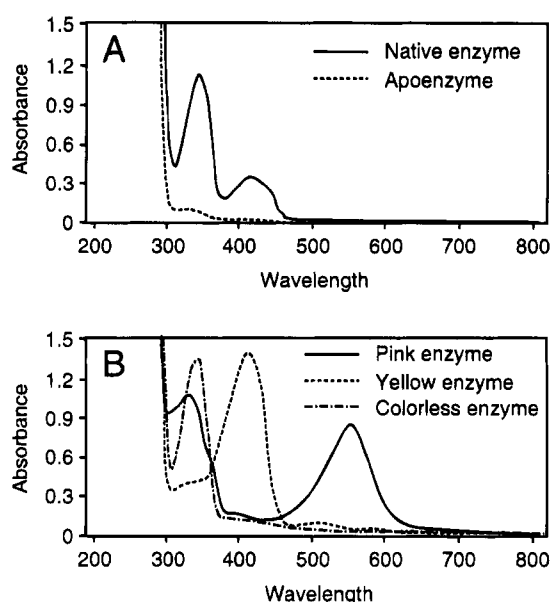 A
Absorbance
1.5
1.2
0.9
0.6
0.3
0
Native enzyme
Apoenzyme
200 300 400 500 600 700 800
Wavelength
B
Absorbance
1.5
1.2
0.9
0.6
0.3
0
Pink enzyme
Yellow enzyme
Colorless enzyme
200 300 400 500 600 700 800
Wavelength